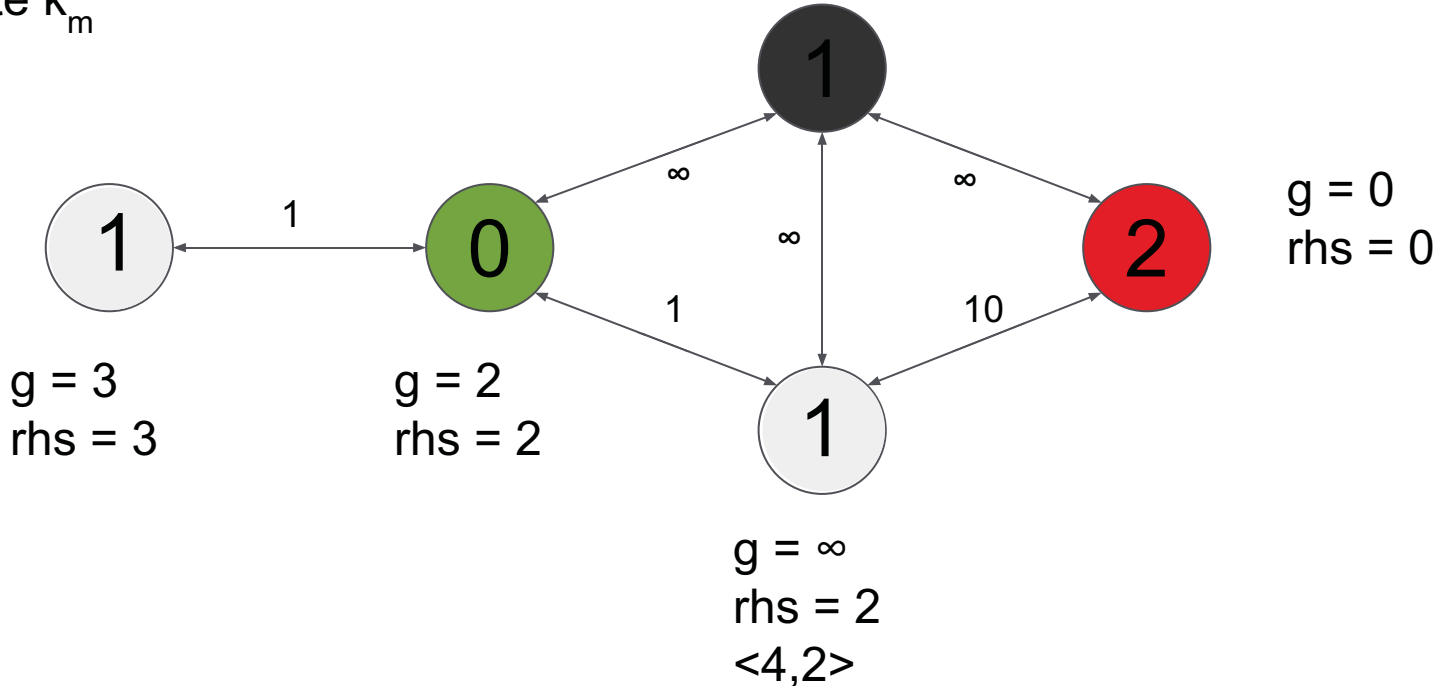 k_m
1
∞
∞
1
1
0
∞
2
g = 0
rhs = 0
1
10
g = 3
rhs = 3
g = 2
rhs = 2
1
g = ∞
rhs = 2
<4,2>